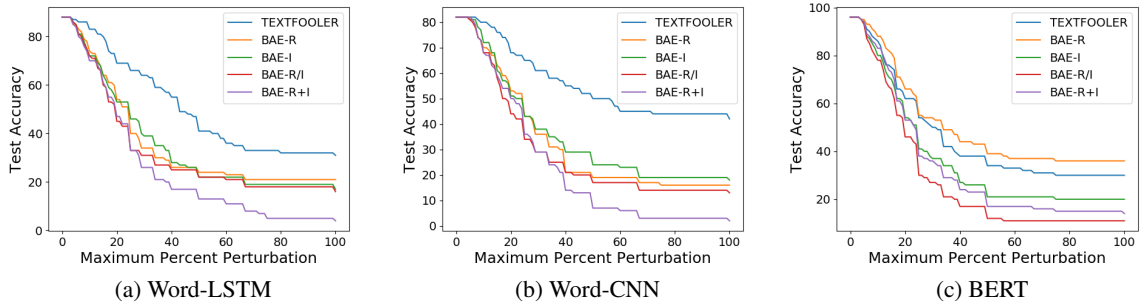 TEXTFOOLER
BAE-R
BAE-I
BAE-R/I
BAE-R+I
Test Accuracy
80
60
40
20
0
0 20 40 60 80 100
Maximum Percent Perturbation
(a) Word-LSTM
TEXTFOOLER
BAE-R
BAE-I
BAE-R/I
BAE-R+I
Test Accuracy
80
70
60
50
40
30
20
10
0
0 20 40 60 80 100
Maximum Percent Perturbation
(b) Word-CNN
TEXTFOOLER
BAE-R
BAE-I
BAE-R/I
BAE-R+I
Test Accuracy
100
80
60
40
20
0 20 40 60 80 100
Maximum Percent Perturbation
(c) BERT